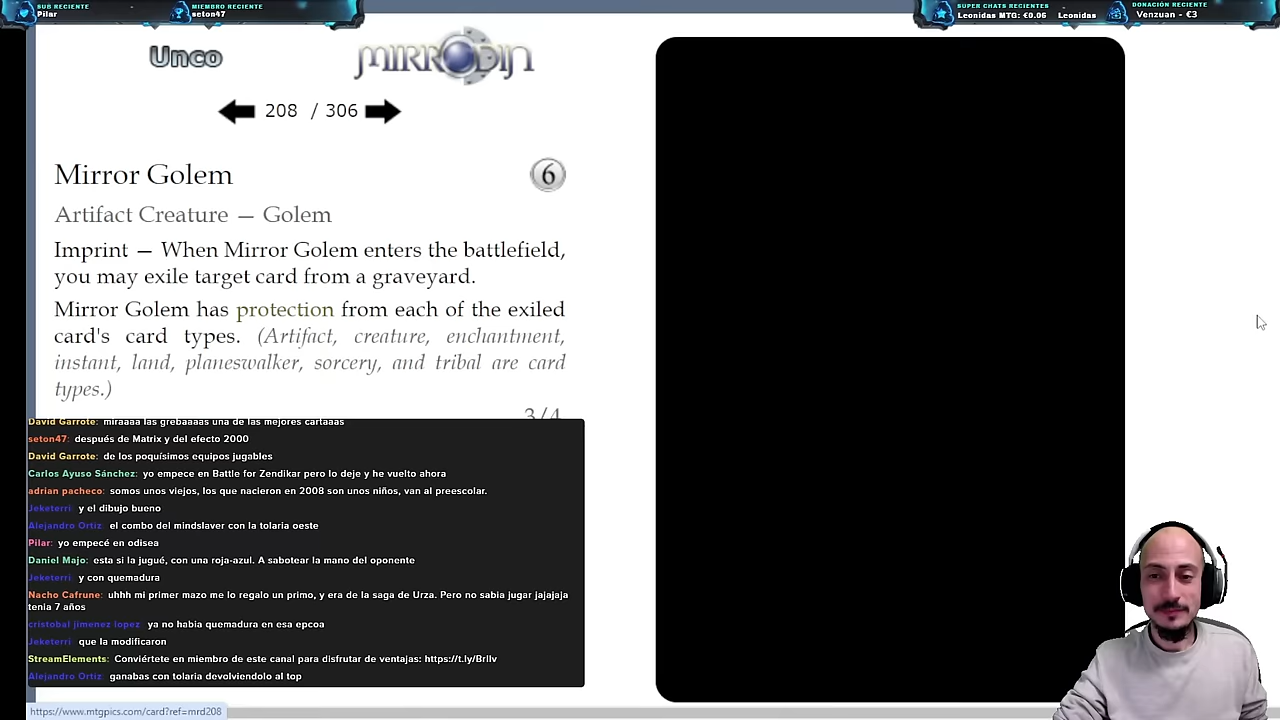 SUB RECIENTE
Pilar
MIEMBRO RECIENTE
seton47
SUPER CHATS RECIENTES
Leonidas MTG: €0.06 Leonidas
DONACIÓN RECIENTE
Venzuan - €3
Unco
MIRRODIN
208 / 306
Mirror Golem
6
Artifact Creature — Golem
Imprint — When Mirror Golem enters the battlefield,
you may exile target card from a graveyard.
Mirror Golem has protection from each of the exiled
card's card types. (Artifact, creature, enchantment,
instant, land, planeswalker, sorcery, and tribal are card
types.)
3/4
David Garrote: miraaaa las grebaaaas una de las mejores cartaaas
seton47: después de Matrix y del efecto 2000
David Garrote: de los poquísimos equipos jugables
Carlos Ayuso Sánchez: yo empece en Battle for Zendikar pero lo deje y he vuelto ahora
adrian pacheco: somos unos viejos, los que nacieron en 2008 son unos niños, van al preescolar.
Jeketerri: y el dibujo bueno
Alejandro Ortiz: el combo del mindslaver con la tolaria oeste
Pilar: yo empecé en odisea
Daniel Majo: esta si la jugué, con una roja-azul. A sabotear la mano del oponente
Jeketerri: y con quemadura
Nacho Cafrune: uhhh mi primer mazo me lo regalo un primo, y era de la saga de Urza. Pero no sabia jugar jajajaja
tenia 7 años
cristobal jimenez lopez: ya no habia quemadura en esa epcoa
Jeketerri: que la modificaron
StreamElements: Conviértete en miembro de este canal para disfrutar de ventajas: https://t.ly/Brllv
Alejandro Ortiz: ganabas con tolaria devolviendolo al top
https://www.mtgpics.com/card?ref=mrd208